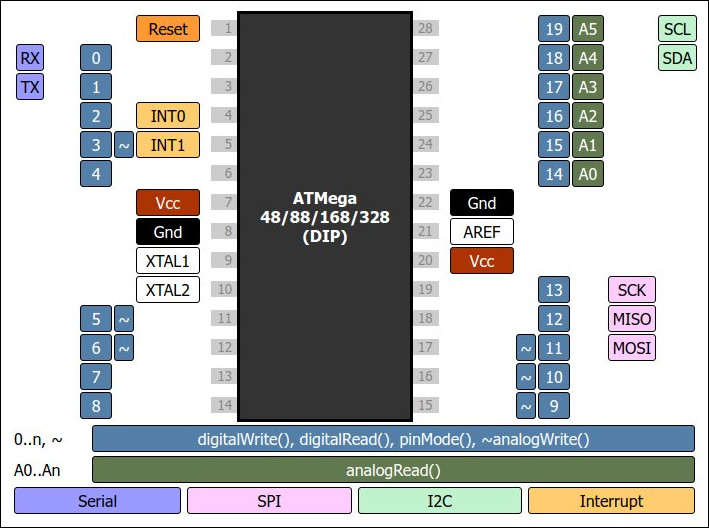 Reset 1 28 19 A5 SCL
RX 0 2 27 18 A4 SDA
TX 1 3 26 17 A3
2 INT0 4 25 16 A2
3 ~ INT1 5 24 15 A1
4 6 23 14 A0
ATMega
48/88/168/328
(DIP)
Vcc 7 22 Gnd
Gnd 8 21 AREF
XTAL1 9 20 Vcc
XTAL2 10 19 13 SCK
5 ~ 11 18 12 MISO
6 ~ 12 17 ~ 11 MOSI
7 13 16 ~ 10
8 14 15 ~ 9
0..n, ~ digitalWrite(), digitalRead(), pinMode(), ~analogWrite()
A0..An analogRead()
Serial SPI I2C Interrupt